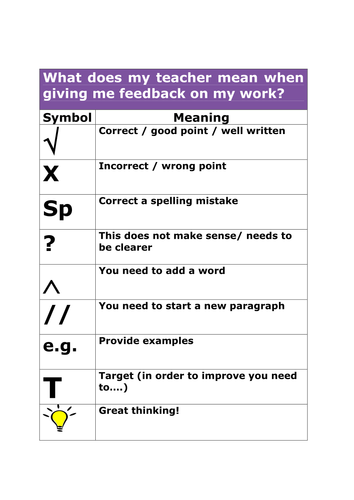 What does my teacher mean when
giving me feedback on my work?
Symbol Meaning
√ Correct / good point / well written
X Incorrect / wrong point
Sp Correct a spelling mistake
? This does not make sense/ needs to
be clearer
^ You need to add a word
// You need to start a new paragraph
e.g. Provide examples
T Target (in order to improve you need
to....)
Great thinking!